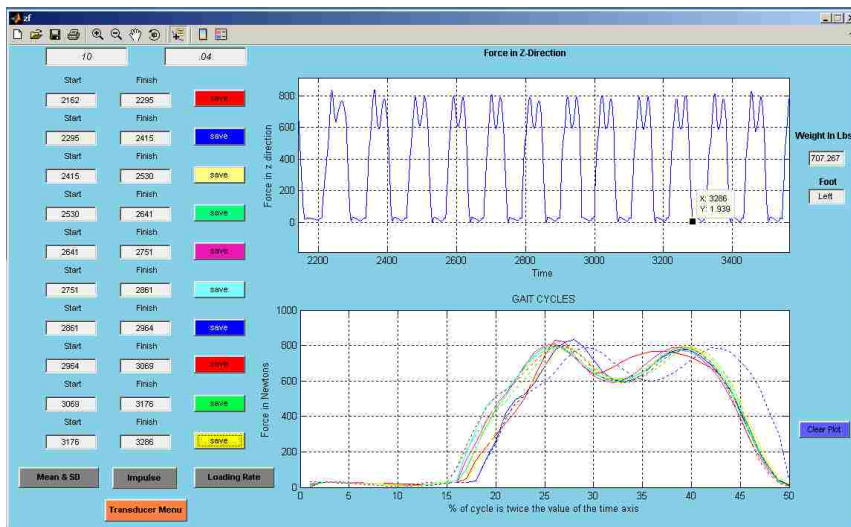 zf
10 .04
Start Finish
2162 2295 save
Start Finish
2295 2415 save
Start Finish
2415 2530 save
Start Finish
2530 2641 save
Start Finish
2641 2751 save
Start Finish
2751 2861 save
Start Finish
2861 2964 save
Start Finish
2964 3069 save
Start Finish
3069 3176 save
Start Finish
3176 3286 save
Mean & SD Impulse Loading Rate
Transducer Menu
Force in Z-Direction
Force in z direction
800
600
400
200
0
X: 3286
Y: 1.939
2200 2400 2600 2800 3000 3200 3400
Time
GAIT CYCLES
Force in Newtons
1000
800
600
400
200
0
0 5 10 15 20 25 30 35 40 45 50
% of cycle is twice the value of the time axis
Weight In Lbs
707.267
Foot
Left
Clear Plot